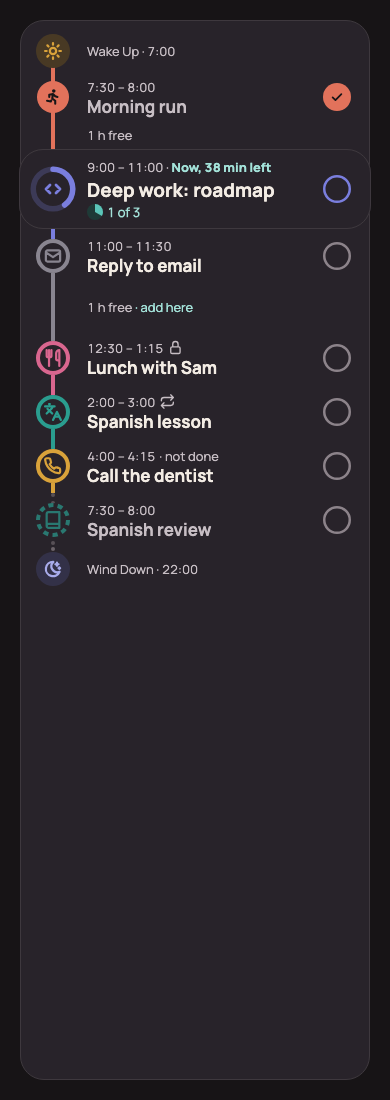 Wake Up · 7:00
7:30 – 8:00
Morning run
1 h free
9:00 – 11:00 · Now, 38 min left
Deep work: roadmap
1 of 3
11:00 – 11:30
Reply to email
1 h free · add here
12:30 – 1:15
Lunch with Sam
2:00 – 3:00
Spanish lesson
4:00 – 4:15 · not done
Call the dentist
7:30 – 8:00
Spanish review
Wind Down · 22:00